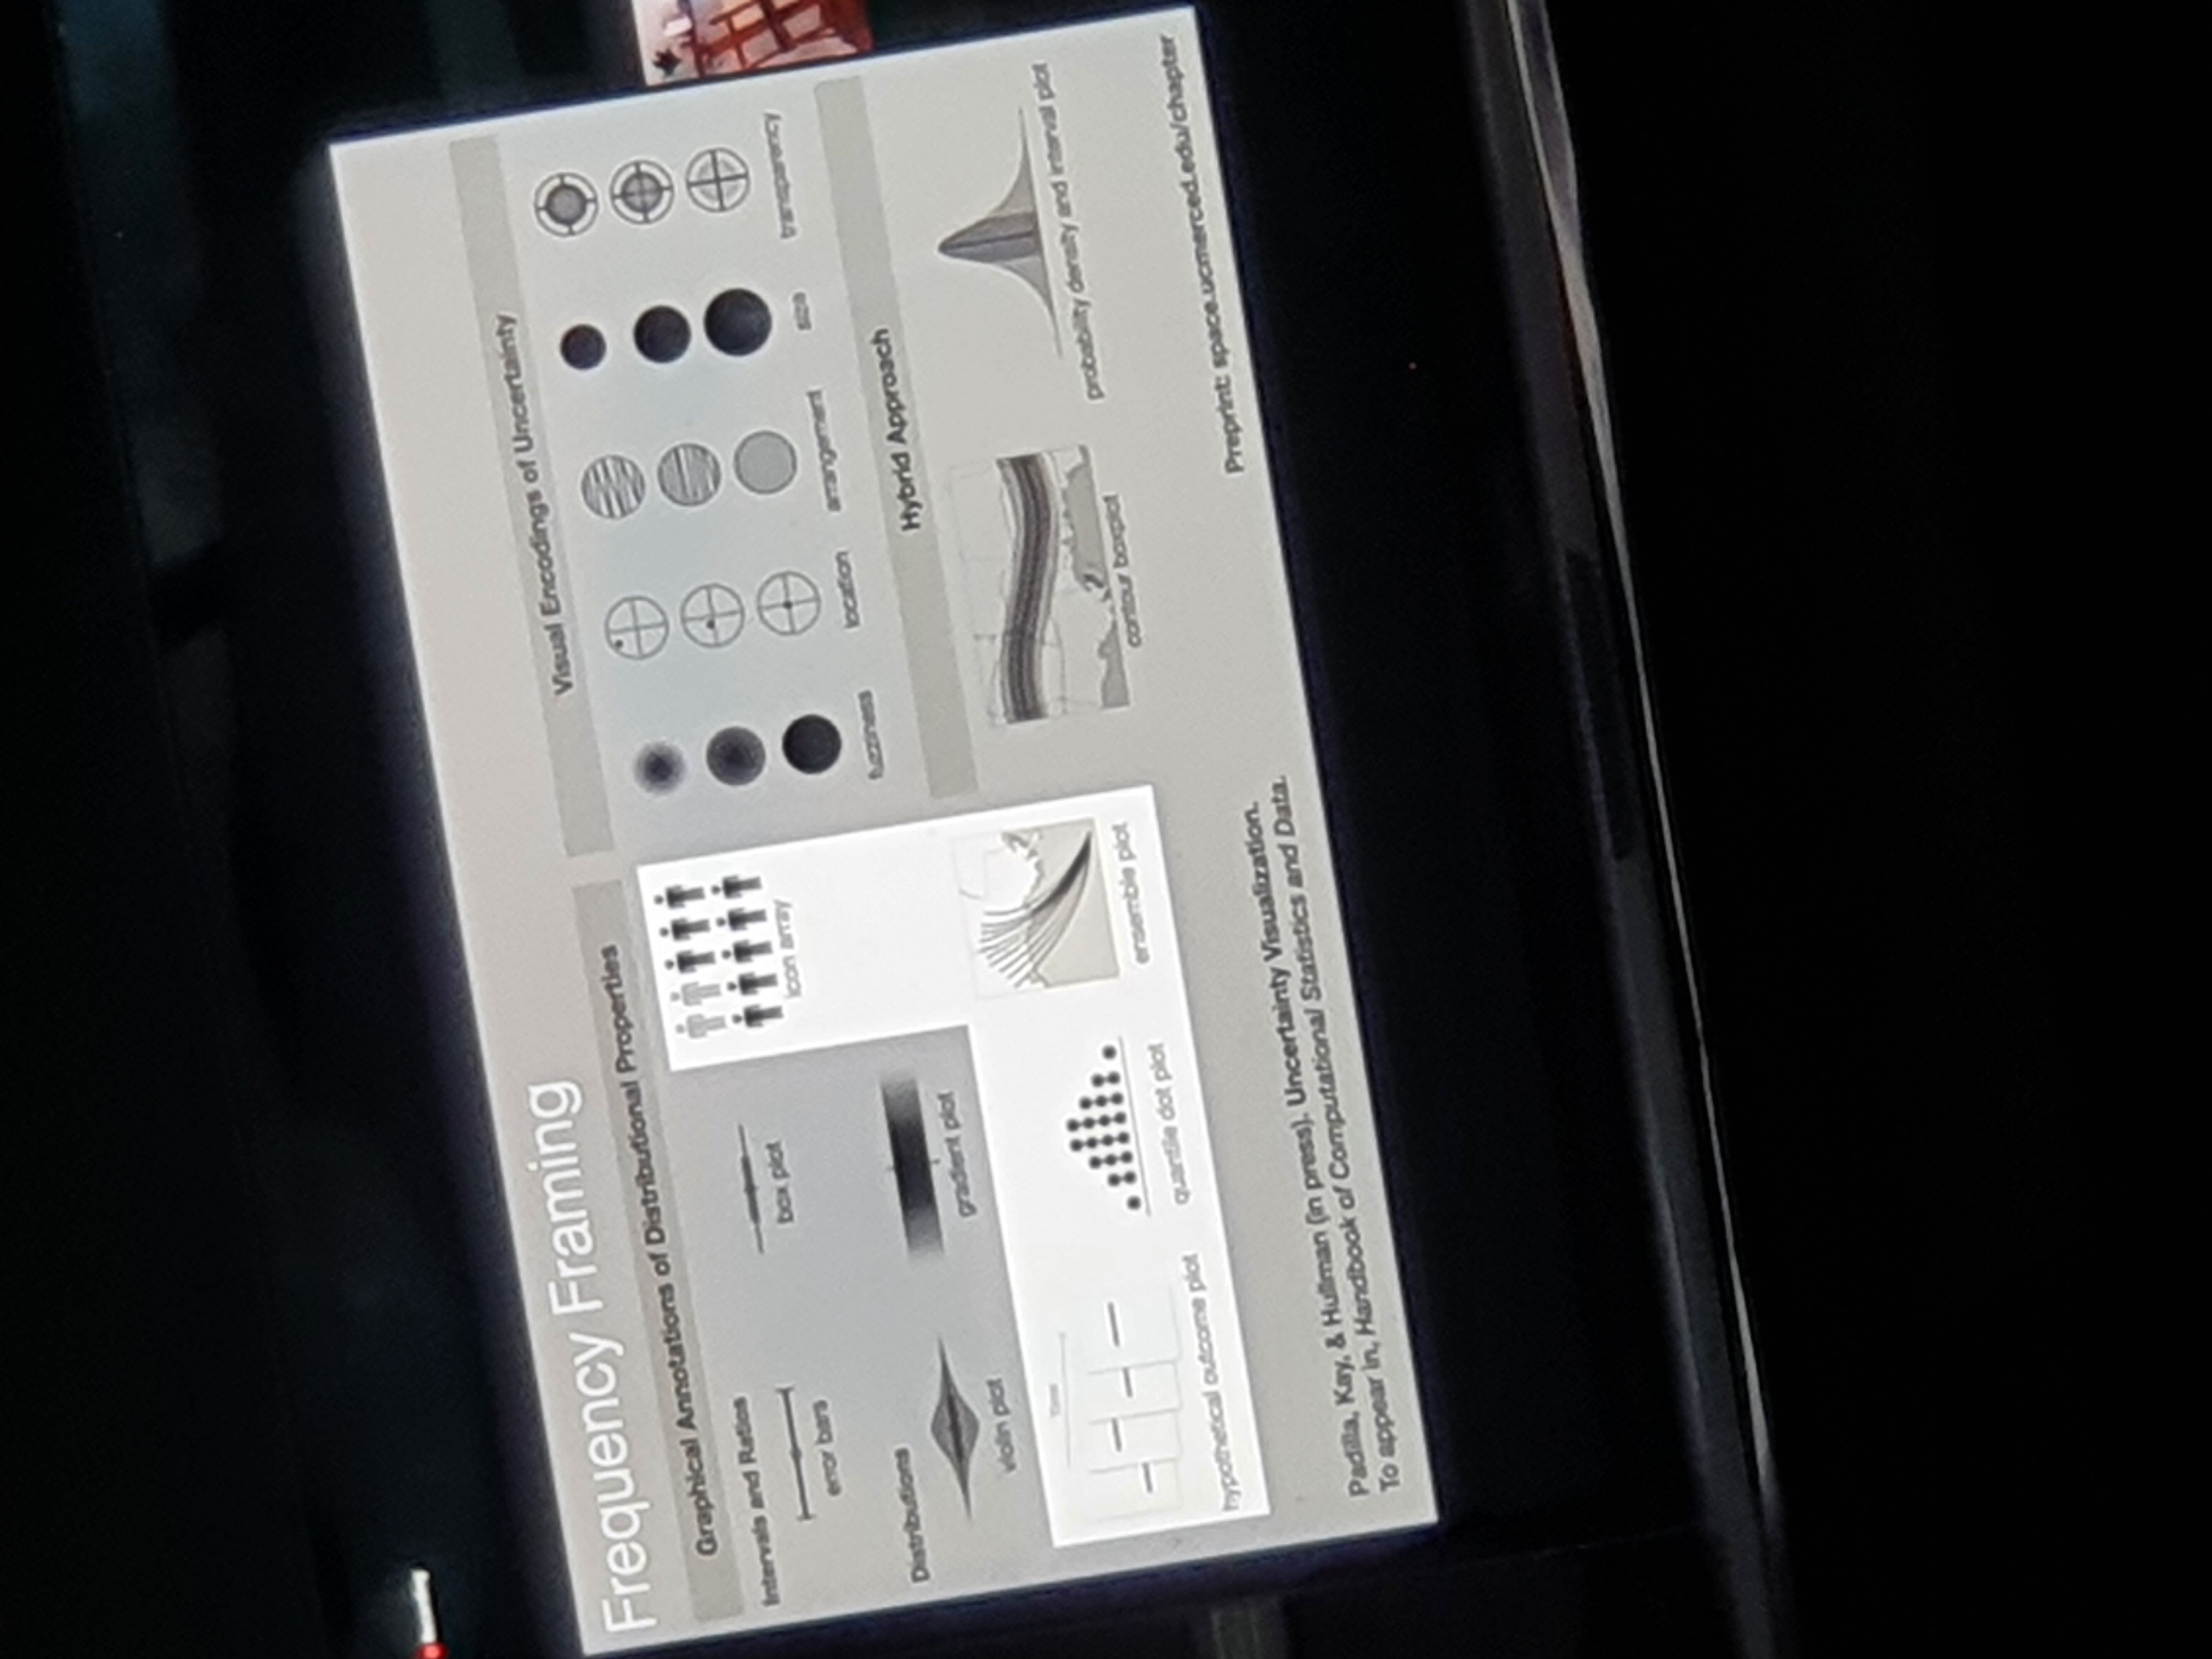 Frequency Framing
Graphical Annotations of Distributional Properties
Intervals and Ratios
error bars
box plot
icon array
Distributions
violin plot
gradient plot
Time
hypothetical outcome plot
quantile dot plot
ensemble plot
Visual Encodings of Uncertainty
fuzziness
location
arrangement
size
transparency
Hybrid Approach
contour boxplot
probability density and interval plot
Padilla, Kay, & Hullman (in press). Uncertainty Visualization.
To appear in, Handbook of Computational Statistics and Data.
Preprint: space.ucmerced.edu/chapter